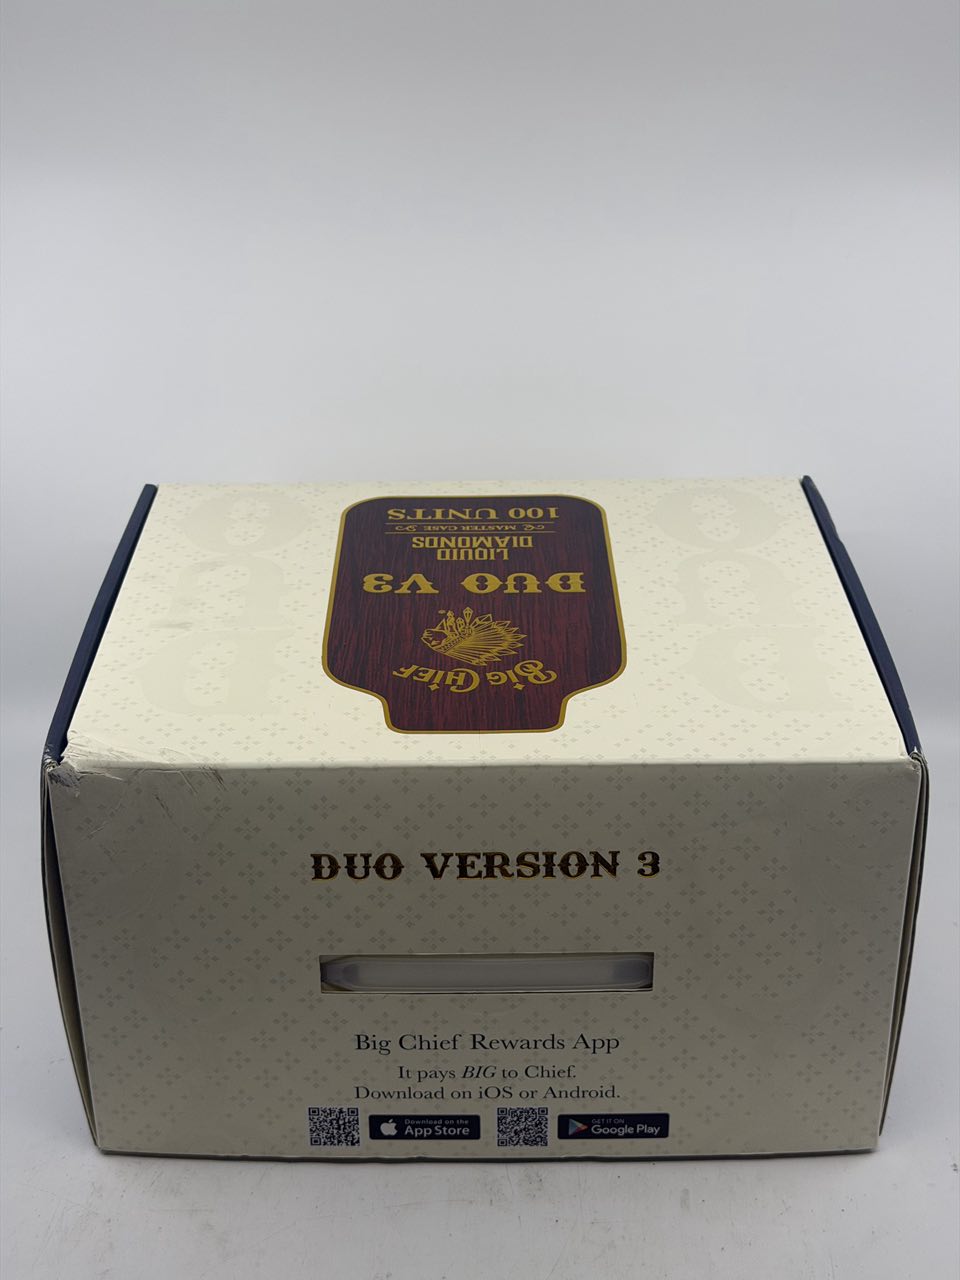 BIG CHIEF
DUO V3
LIQUID
DIAMONDS
MASTER CASE
100 UNITS
DUO VERSION 3
Big Chief Rewards App
It pays BIG to Chief.
Download on iOS or Android.
Download on the
App Store
GET IT ON
Google Play